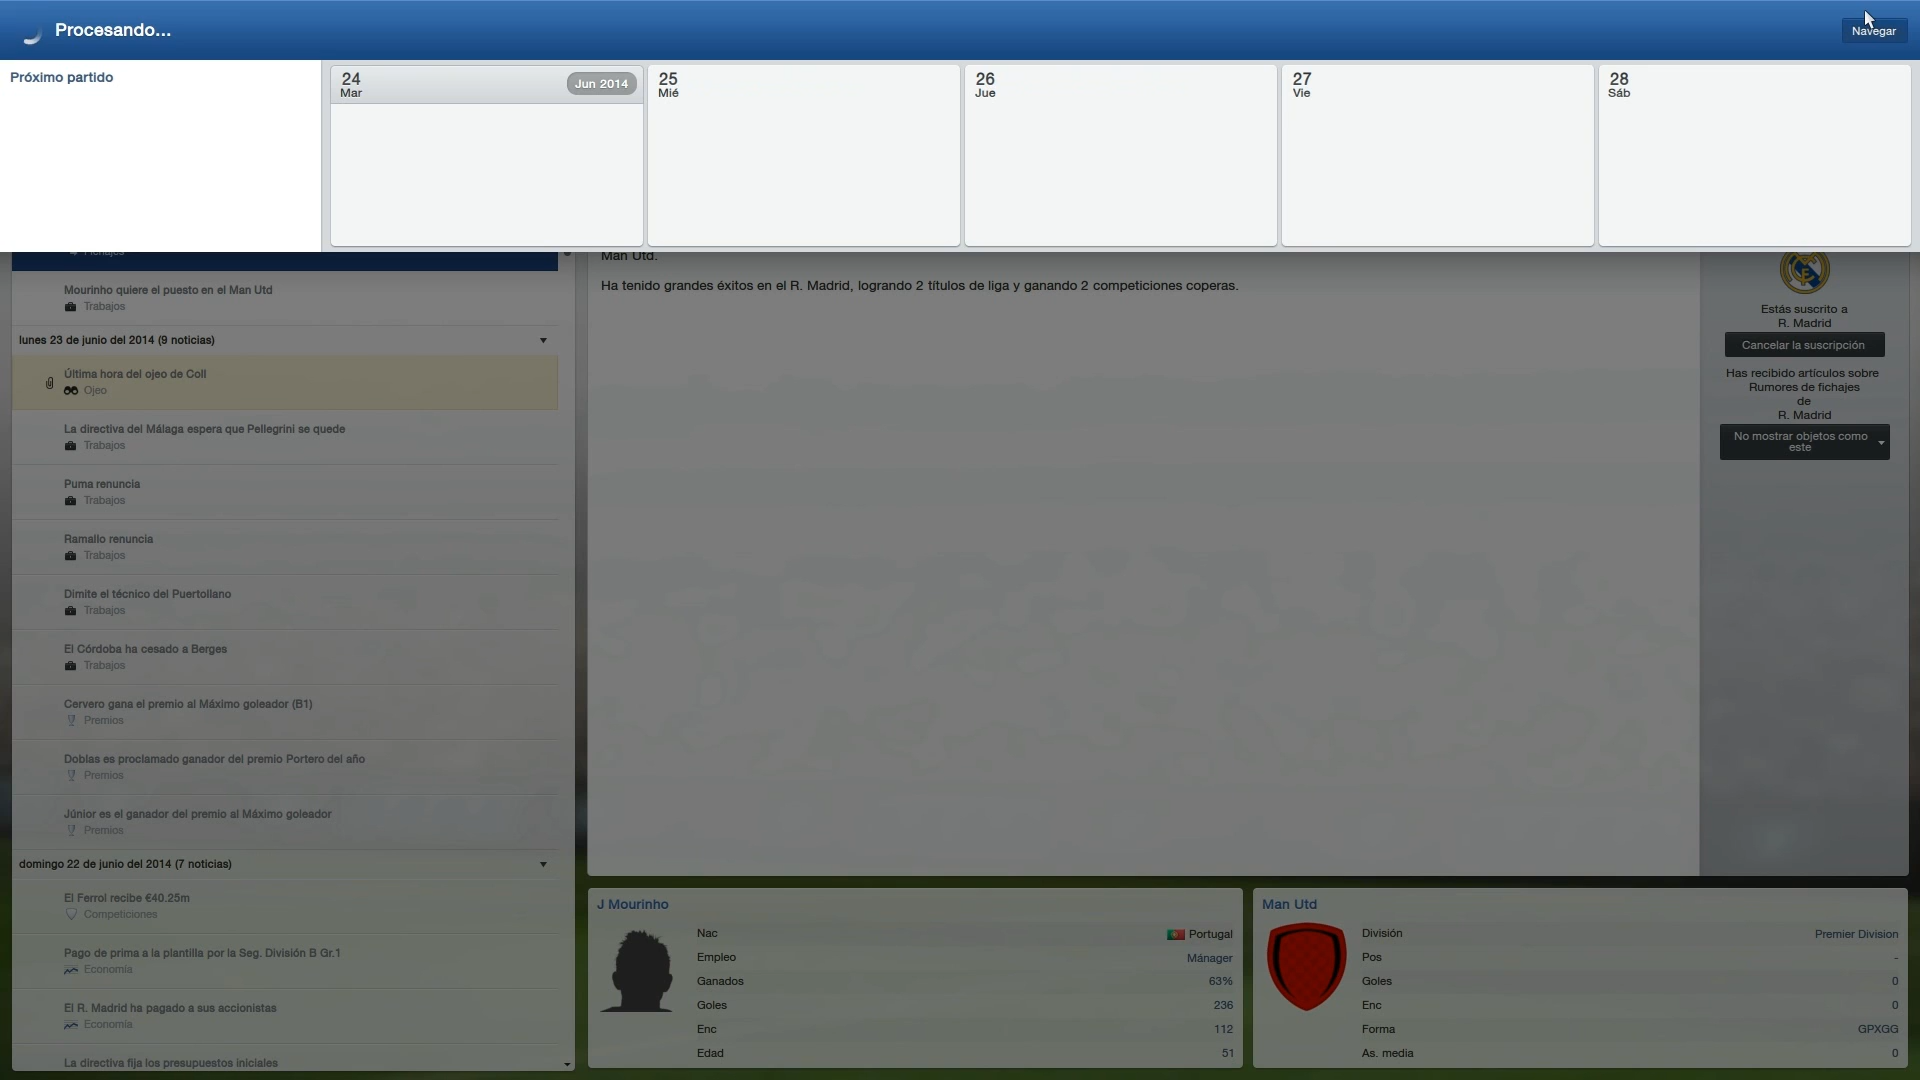 Procesando...
Navegar
Próximo partido
24
Mar
Jun 2014
25
Mié
26
Jue
27
Vie
28
Sáb
Fichajes
Mourinho quiere el puesto en el Man Utd
Trabajos
lunes 23 de junio del 2014 (9 noticias)
Última hora del ojeo de Coll
Ojeo
La directiva del Málaga espera que Pellegrini se quede
Trabajos
Puma renuncia
Trabajos
Ramallo renuncia
Trabajos
Dimite el técnico del Puertollano
Trabajos
El Córdoba ha cesado a Berges
Trabajos
Cervero gana el premio al Máximo goleador (B1)
Premios
Doblas es proclamado ganador del premio Portero del año
Premios
Júnior es el ganador del premio al Máximo goleador
Premios
domingo 22 de junio del 2014 (7 noticias)
El Ferrol recibe €40.25m
Competiciones
Pago de prima a la plantilla por la Seg. División B Gr.1
Economía
El R. Madrid ha pagado a sus accionistas
Economía
La directiva fija los presupuestos iniciales
Man Utd.
Ha tenido grandes éxitos en el R. Madrid, logrando 2 títulos de liga y ganando 2 competiciones coperas.
Estás suscrito a
R. Madrid
Cancelar la suscripción
Has recibido artículos sobre
Rumores de fichajes
de
R. Madrid
No mostrar objetos como
este
J Mourinho
Nac Portugal
Empleo Mánager
Ganados 63%
Goles 236
Enc 112
Edad 51
Man Utd
División Premier Division
Pos -
Goles 0
Enc 0
Forma GPXGG
As. media 0